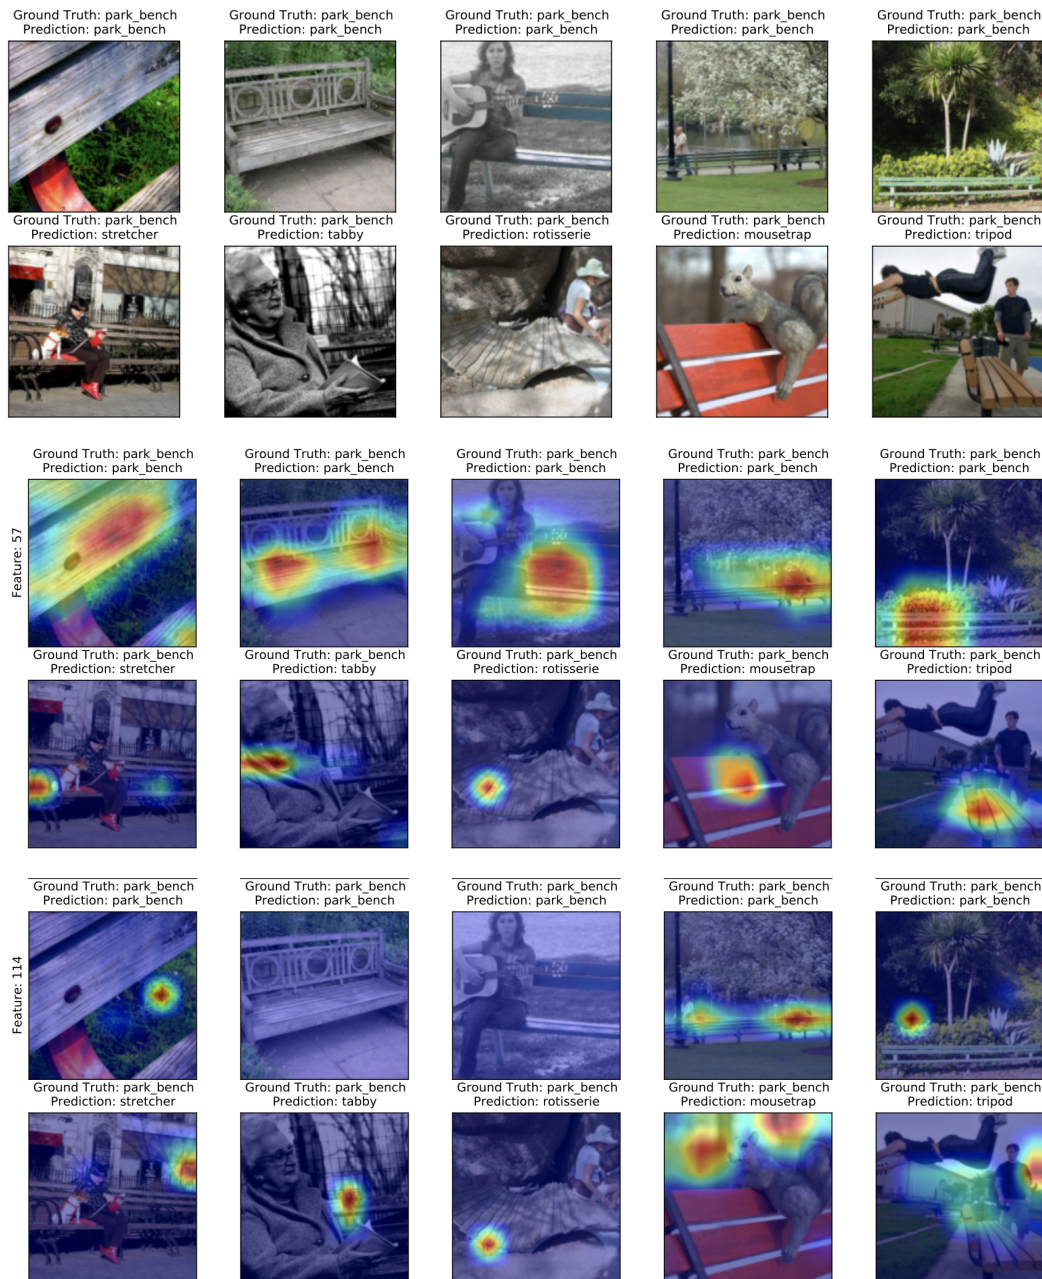 Ground Truth: park_bench
Prediction: park_bench
Ground Truth: park_bench
Prediction: park_bench
Ground Truth: park_bench
Prediction: park_bench
Ground Truth: park_bench
Prediction: park_bench
Ground Truth: park_bench
Prediction: park_bench
Ground Truth: park_bench
Prediction: stretcher
Ground Truth: park_bench
Prediction: tabby
Ground Truth: park_bench
Prediction: rotisserie
Ground Truth: park_bench
Prediction: mousetrap
Ground Truth: park_bench
Prediction: tripod
Feature: 57
Ground Truth: park_bench
Prediction: park_bench
Ground Truth: park_bench
Prediction: park_bench
Ground Truth: park_bench
Prediction: park_bench
Ground Truth: park_bench
Prediction: park_bench
Ground Truth: park_bench
Prediction: park_bench
Ground Truth: park_bench
Prediction: stretcher
Ground Truth: park_bench
Prediction: tabby
Ground Truth: park_bench
Prediction: rotisserie
Ground Truth: park_bench
Prediction: mousetrap
Ground Truth: park_bench
Prediction: tripod
Feature: 114
Ground Truth: park_bench
Prediction: park_bench
Ground Truth: park_bench
Prediction: park_bench
Ground Truth: park_bench
Prediction: park_bench
Ground Truth: park_bench
Prediction: park_bench
Ground Truth: park_bench
Prediction: park_bench
Ground Truth: park_bench
Prediction: stretcher
Ground Truth: park_bench
Prediction: tabby
Ground Truth: park_bench
Prediction: rotisserie
Ground Truth: park_bench
Prediction: mousetrap
Ground Truth: park_bench
Prediction: tripod